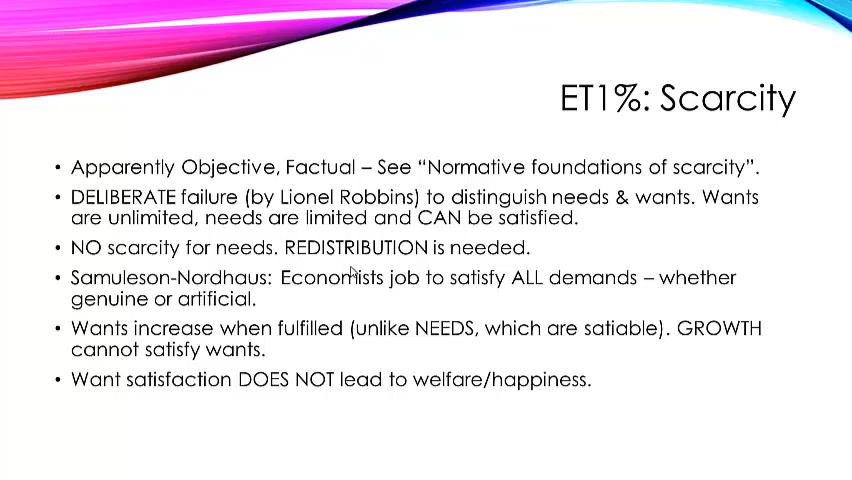 ET1%: Scarcity
• Apparently Objective, Factual – See “Normative foundations of scarcity”.
• DELIBERATE failure (by Lionel Robbins) to distinguish needs & wants. Wants
are unlimited, needs are limited and CAN be satisfied.
• NO scarcity for needs. REDISTRIBUTION is needed.
• Samuleson-Nordhaus: Economists job to satisfy ALL demands – whether
genuine or artificial.
• Wants increase when fulfilled (unlike NEEDS, which are satiable). GROWTH
cannot satisfy wants.
• Want satisfaction DOES NOT lead to welfare/happiness.